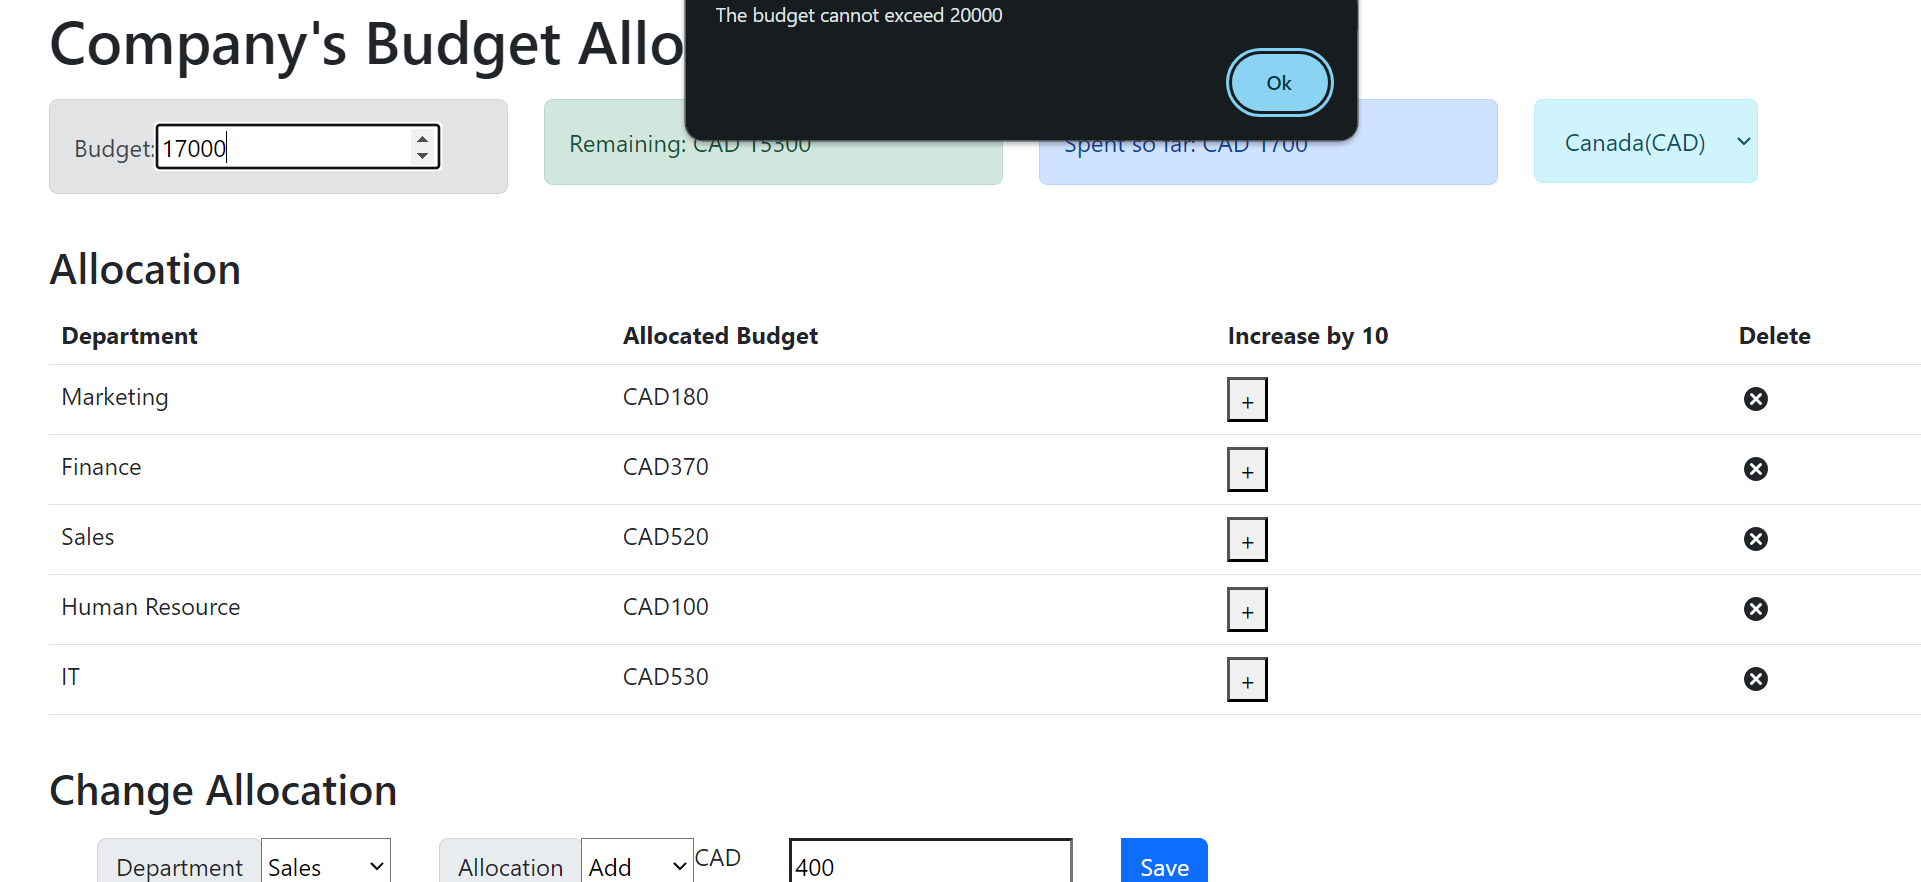 The budget cannot exceed 20000
Ok
Company's Budget Allo
Budget: 17000
Remaining: CAD 15300
Spent so far: CAD 1700
Canada(CAD)
Allocation
Department Allocated Budget Increase by 10 Delete
Marketing CAD180 +
Finance CAD370 +
Sales CAD520 +
Human Resource CAD100 +
IT CAD530 +
Change Allocation
Department Sales Allocation Add CAD 400 Save